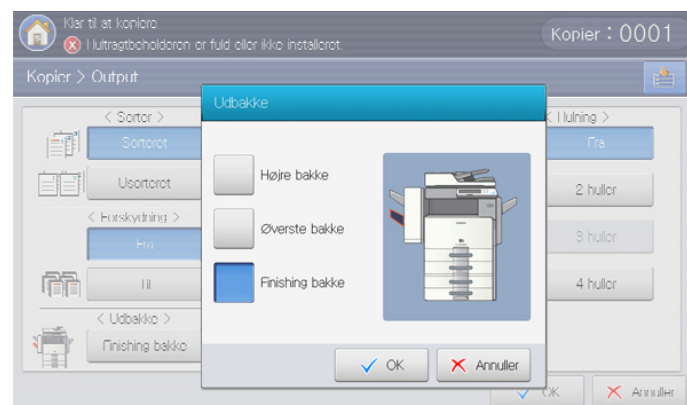 Klar til at kopiere
Hultragtbeholderen er fuld eller ikke installeret.
Kopier : 0001
Kopier > Output
< Sorter >
Sorteret
Usorteret
< Forskydning >
Fra
Til
< Udbakke >
Finishing bakke
Udbakke
Højre bakke
Øverste bakke
Finishing bakke
OK
Annuller
< Hulning >
Fra
2 huller
3 huller
4 huller
OK
Annuller